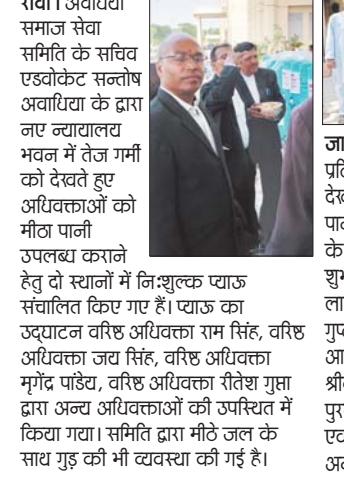 रीवा। अवधिया
समाज सेवा
समिति के सचिव
एडवोकेट सन्तोष
अवाधिया के द्वारा
नए न्यायालय
भवन में तेज गर्मी
को देखते हुए
अधिवक्ताओं को
मीठा पानी
उपलब्ध कराने
हेतु दो स्थानों में नि:शुल्क प्याऊ
संचालित किए गए हैं। प्याऊ का
उद्घाटन वरिष्ठ अधिवक्ता राम सिंह, वरिष्ठ
अधिवक्ता जय सिंह, वरिष्ठ अधिवक्ता
मृगेंद्र पांडेय, वरिष्ठ अधिवक्ता रीतेश गुप्ता
द्वारा अन्य अधिवक्ताओं की उपस्थित में
किया गया। समिति द्वारा मीठे जल के
साथ गुड़ की भी व्यवस्था की गई है।